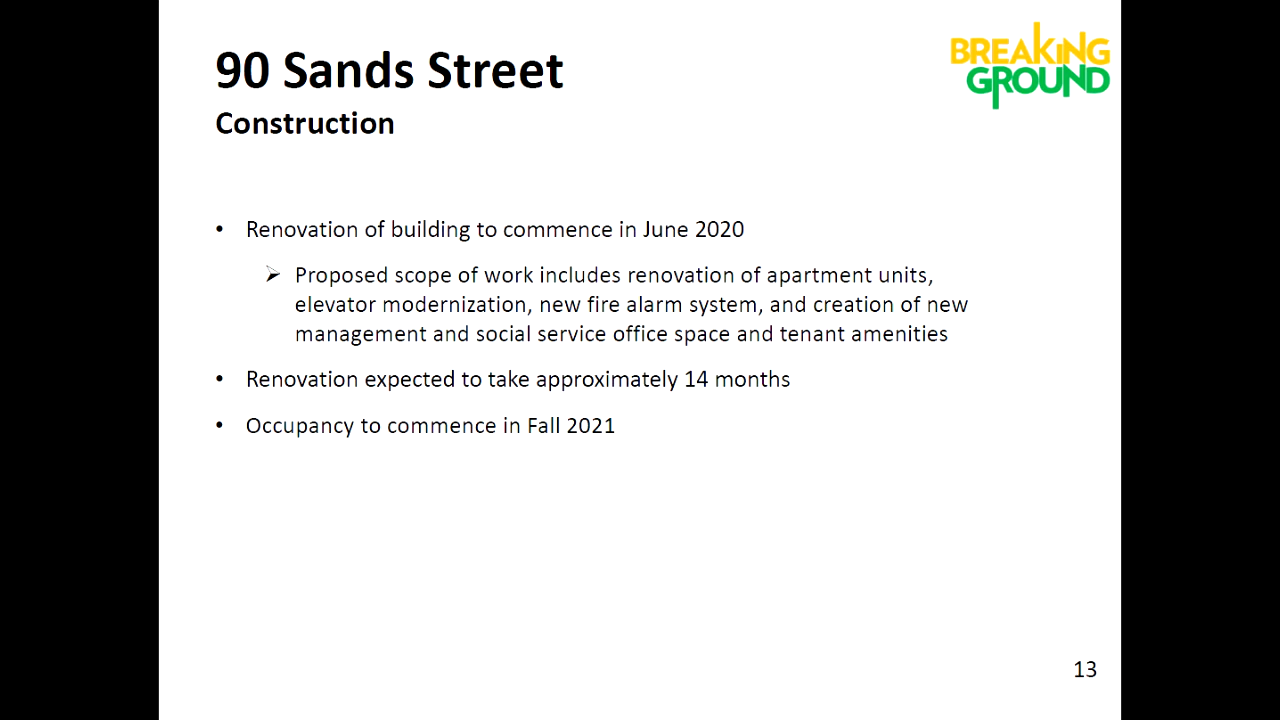 90 Sands Street
Construction
BREAKING
GROUND
• Renovation of building to commence in June 2020
➢ Proposed scope of work includes renovation of apartment units,
elevator modernization, new fire alarm system, and creation of new
management and social service office space and tenant amenities
• Renovation expected to take approximately 14 months
• Occupancy to commence in Fall 2021
13